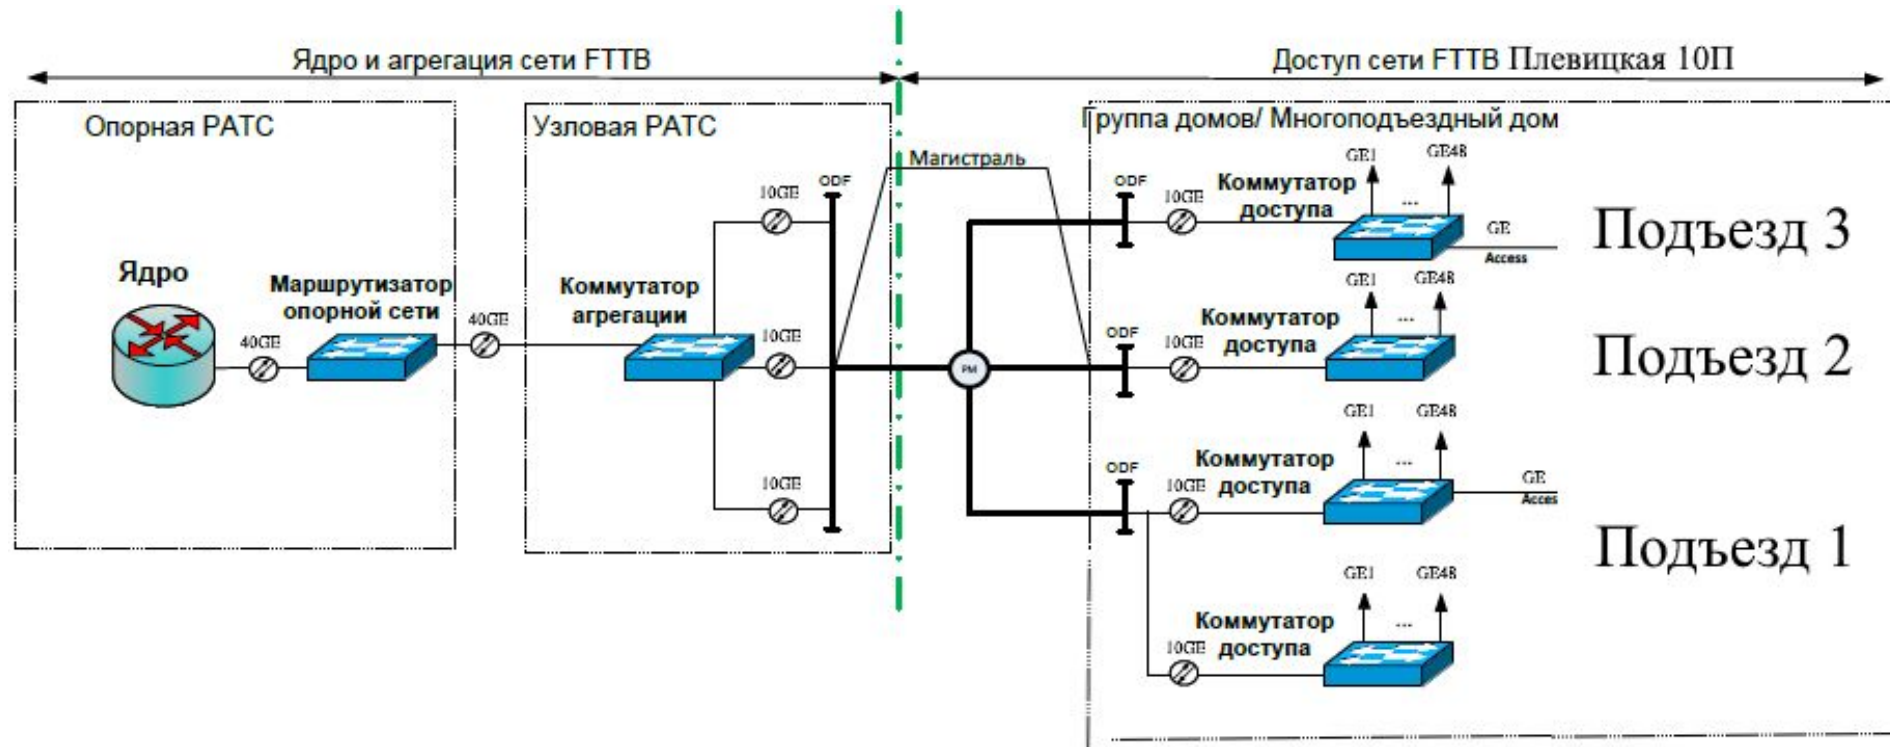 Ядро и агрегация сети FTTB
Доступ сети FTTB Плевицкая 10П
Опорная РАТС
Узловая РАТС
Группа домов/ Многоподъездный дом
Магистраль
Ядро
40GE
Маршрутизатор
опорной сети
40GE
Коммутатор
агрегации
10GE
10GE
10GE
ODF
РМ
ODF
10GE
Коммутатор
доступа
GE1
...
GE48
GE
Access
Подъезд 3
ODF
10GE
Коммутатор
доступа
GE1
...
GE48
Подъезд 2
ODF
10GE
Коммутатор
доступа
GE1
...
GE48
GE
Acces
Подъезд 1
10GE
Коммутатор
доступа
GE1
...
GE48